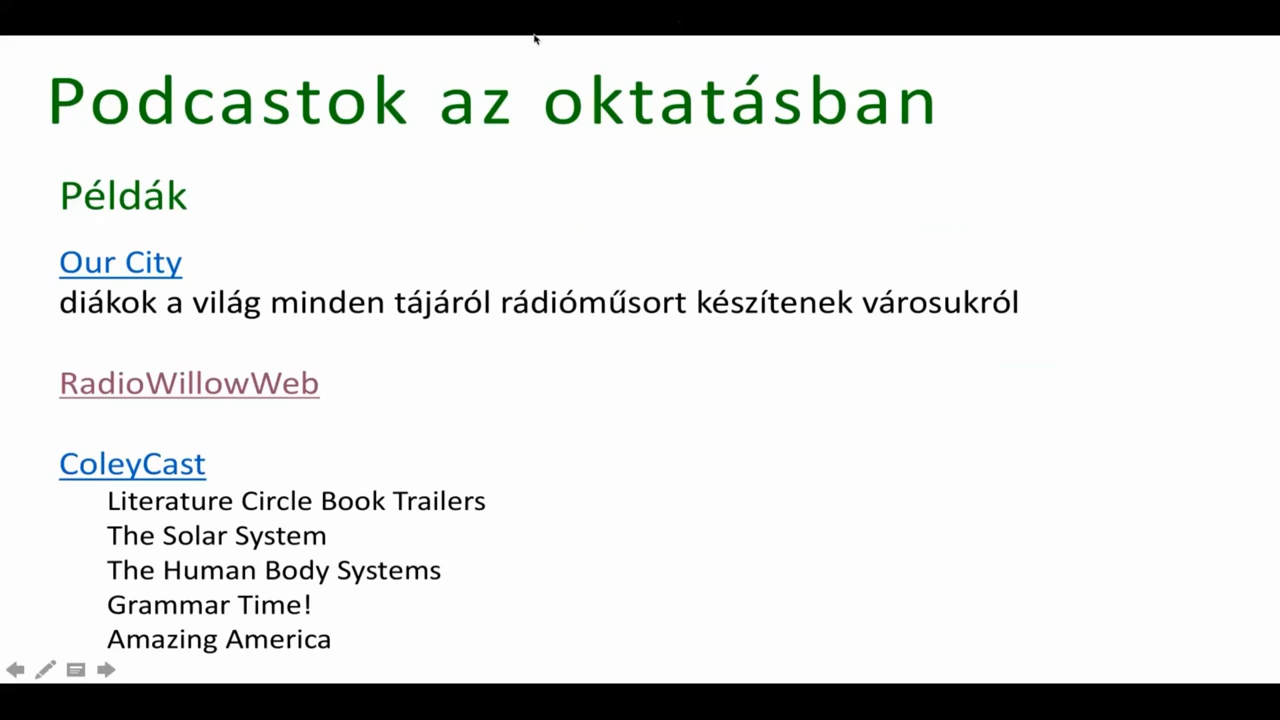 Podcastok az oktatásban
Példák
Our City
diákok a világ minden tájáról rádióműsort készítenek városukról
RadioWillowWeb
ColeyCast
Literature Circle Book Trailers
The Solar System
The Human Body Systems
Grammar Time!
Amazing America